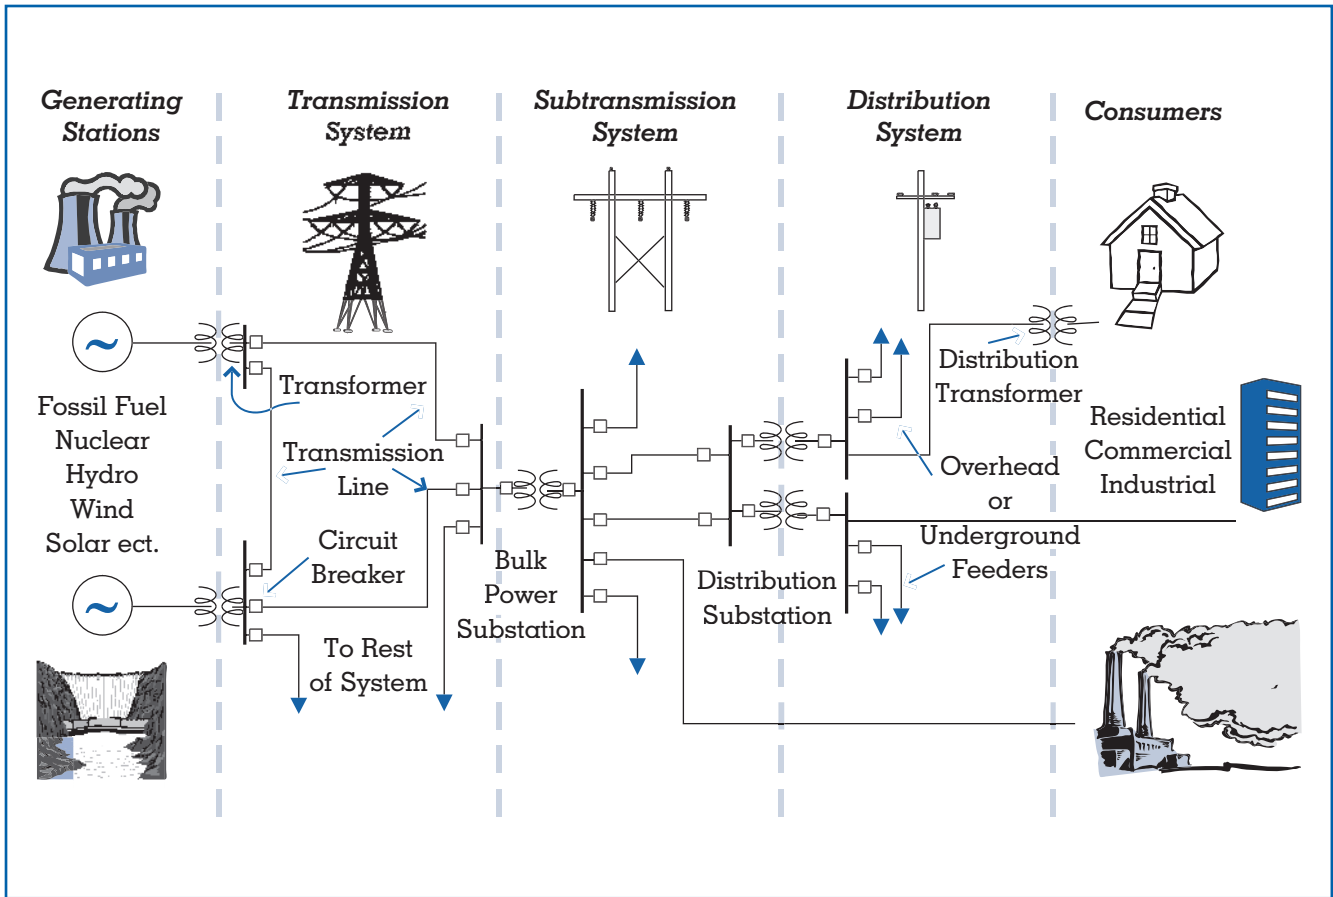 Generating
Stations
Transmission
System
Subtransmission
System
Distribution
System
Consumers
Fossil Fuel
Nuclear
Hydro
Wind
Solar ect.
Transformer
Transmission
Line
Circuit
Breaker
To Rest
of System
Bulk
Power
Substation
Distribution
Substation
Distribution
Transformer
Overhead
or
Underground
Feeders
Residential
Commercial
Industrial